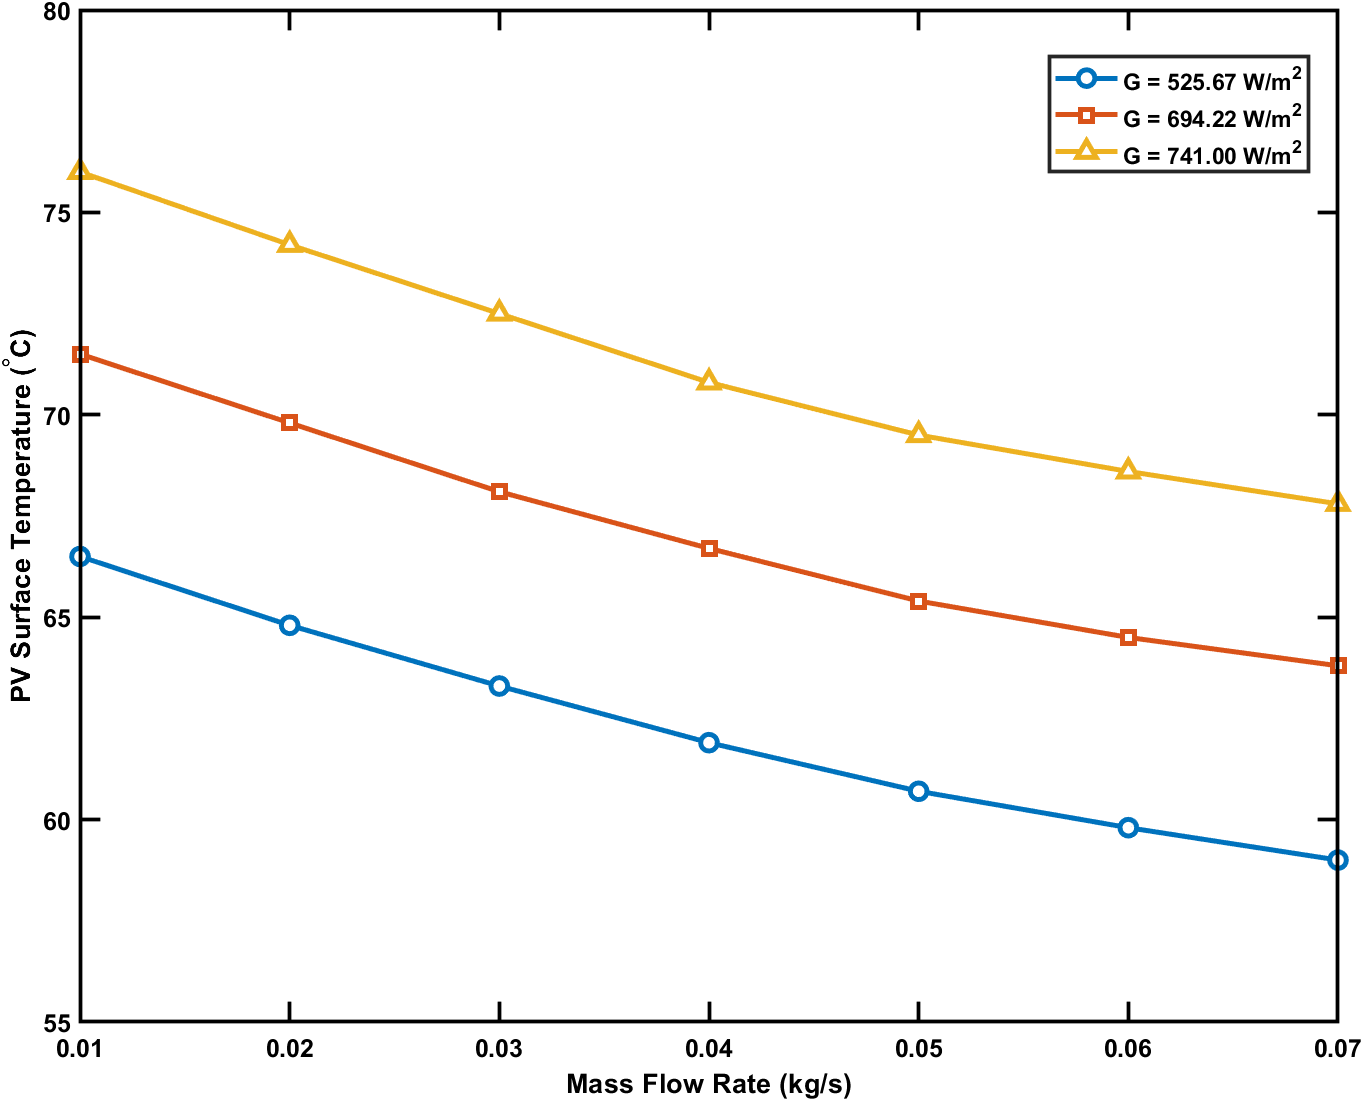 80
75
70
65
60
55
PV Surface Temperature (°C)
0.01 0.02 0.03 0.04 0.05 0.06 0.07
Mass Flow Rate (kg/s)
G = 525.67 W/m²
G = 694.22 W/m²
G = 741.00 W/m²